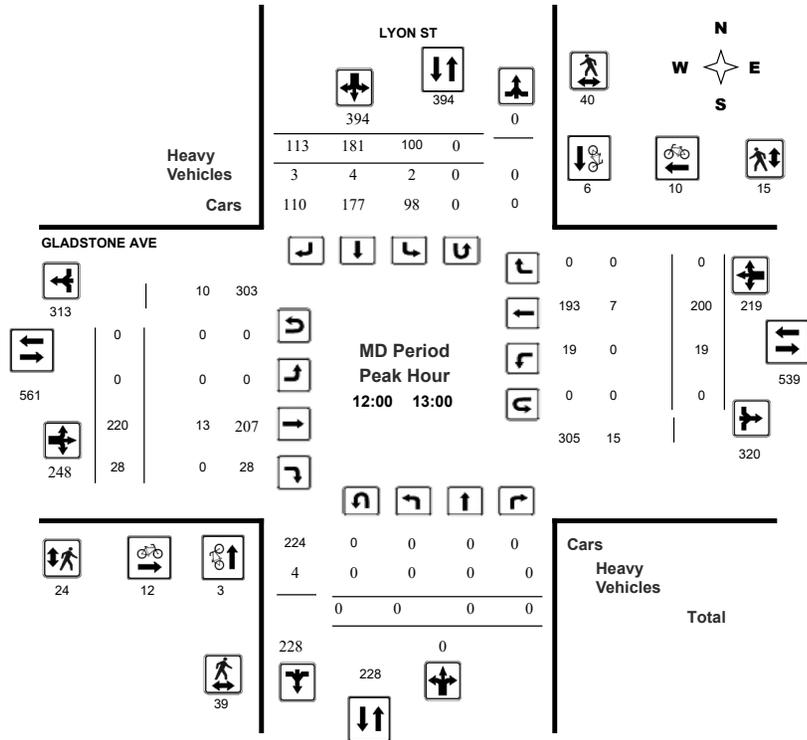 LYON ST
N
W E
S
394
40
394 0
113 181 100 0
Heavy
Vehicles
3 4 2 0 0
6 10 15
Cars 110 177 98 0 0
GLADSTONE AVE
0 0 0
313 10 303
193 7 200 219
0 0 0
MD Period
19 0 19
Peak Hour
0 0 0
539
561
12:00 13:00
0 0 0
220 13 207
305 15
320
248 28 0 28
224 0 0 0 0
Cars
4 0 0 0 0
Heavy
Vehicles
24 12 3
0 0 0 0
Total
228 0
228
39